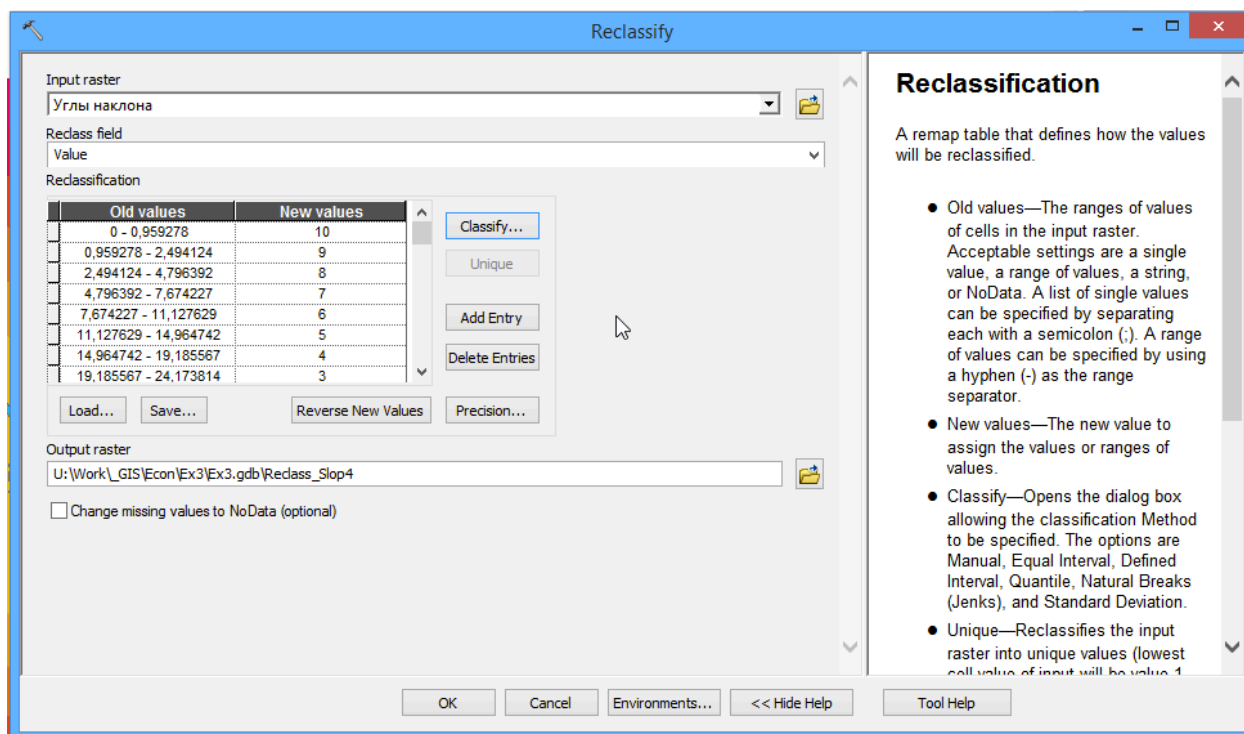 Reclassify
Input raster
Углы наклона
Reclass field
Value
Reclassification
Old values New values
0 - 0,959278 10
0,959278 - 2,494124 9
2,494124 - 4,796392 8
4,796392 - 7,674227 7
7,674227 - 11,127629 6
11,127629 - 14,964742 5
14,964742 - 19,185567 4
19,185567 - 24,173814 3
Classify...
Unique
Add Entry
Delete Entries
Load... Save... Reverse New Values Precision...
Output raster
U:\Work\_GIS\Econ\Ex3\Ex3.gdb\Reclass_Slop4
Change missing values to NoData (optional)
Reclassification
A remap table that defines how the values
will be reclassified.
● Old values—The ranges of values
of cells in the input raster.
Acceptable settings are a single
value, a range of values, a string,
or NoData. A list of single values
can be specified by separating
each with a semicolon (;). A range
of values can be specified by using
a hyphen (-) as the range
separator.
● New values—The new value to
assign the values or ranges of
values.
● Classify—Opens the dialog box
allowing the classification Method
to be specified. The options are
Manual, Equal Interval, Defined
Interval, Quantile, Natural Breaks
(Jenks), and Standard Deviation.
● Unique—Reclassifies the input
raster into unique values (lowest
cell value of input will be value 1
OK Cancel Environments... << Hide Help Tool Help